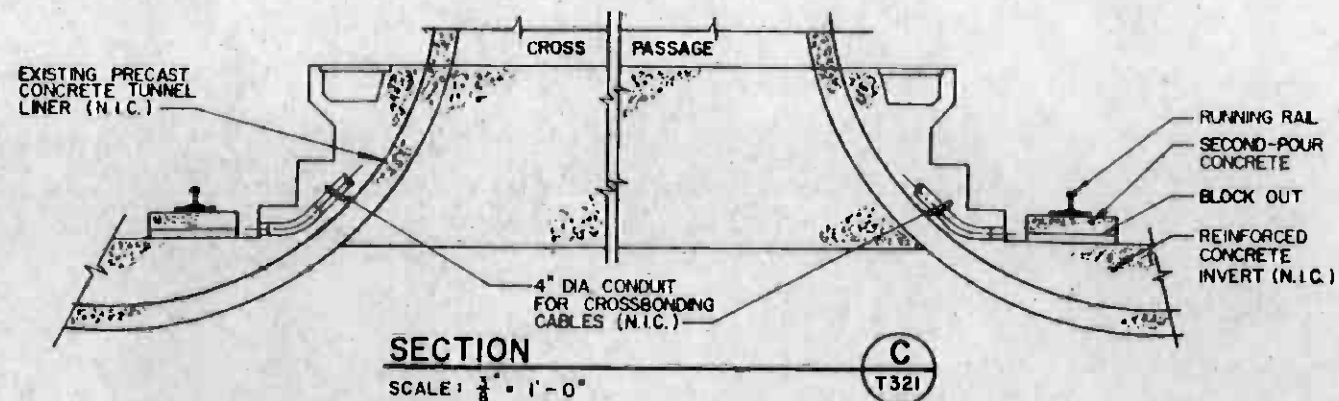 CROSS PASSAGE
EXISTING PRECAST
CONCRETE TUNNEL
LINER (N.I.C.)
RUNNING RAIL
SECOND-POUR
CONCRETE
BLOCK OUT
REINFORCED
CONCRETE
INVERT (N.I.C.)
4" DIA. CONDUIT
FOR CROSSBONDING
CABLES (N.I.C.)
SECTION
C
T321
SCALE: 3/8" = 1'-0"